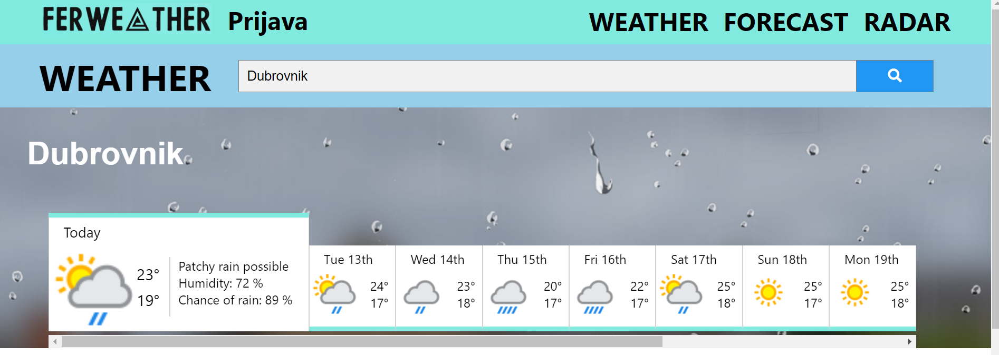 FERWEATHER Prijava WEATHER FORECAST RADAR
WEATHER Dubrovnik
Dubrovnik
Today
23°
19°
Patchy rain possible
Humidity: 72 %
Chance of rain: 89 %
Tue 13th
24°
17°
Wed 14th
23°
18°
Thu 15th
20°
17°
Fri 16th
22°
17°
Sat 17th
25°
18°
Sun 18th
25°
17°
Mon 19th
25°
18°